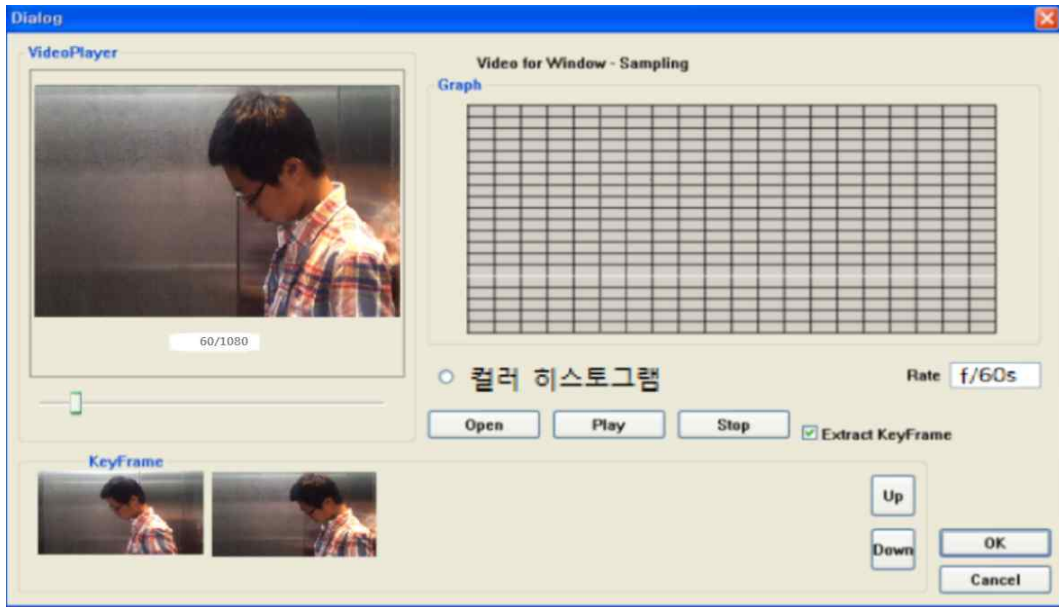 Dialog
VideoPlayer
Video for Window - Sampling
Graph
60/1080
컬러 히스토그램
Rate f/60s
Open Play Stop Extract KeyFrame
KeyFrame
Up
Down
OK
Cancel